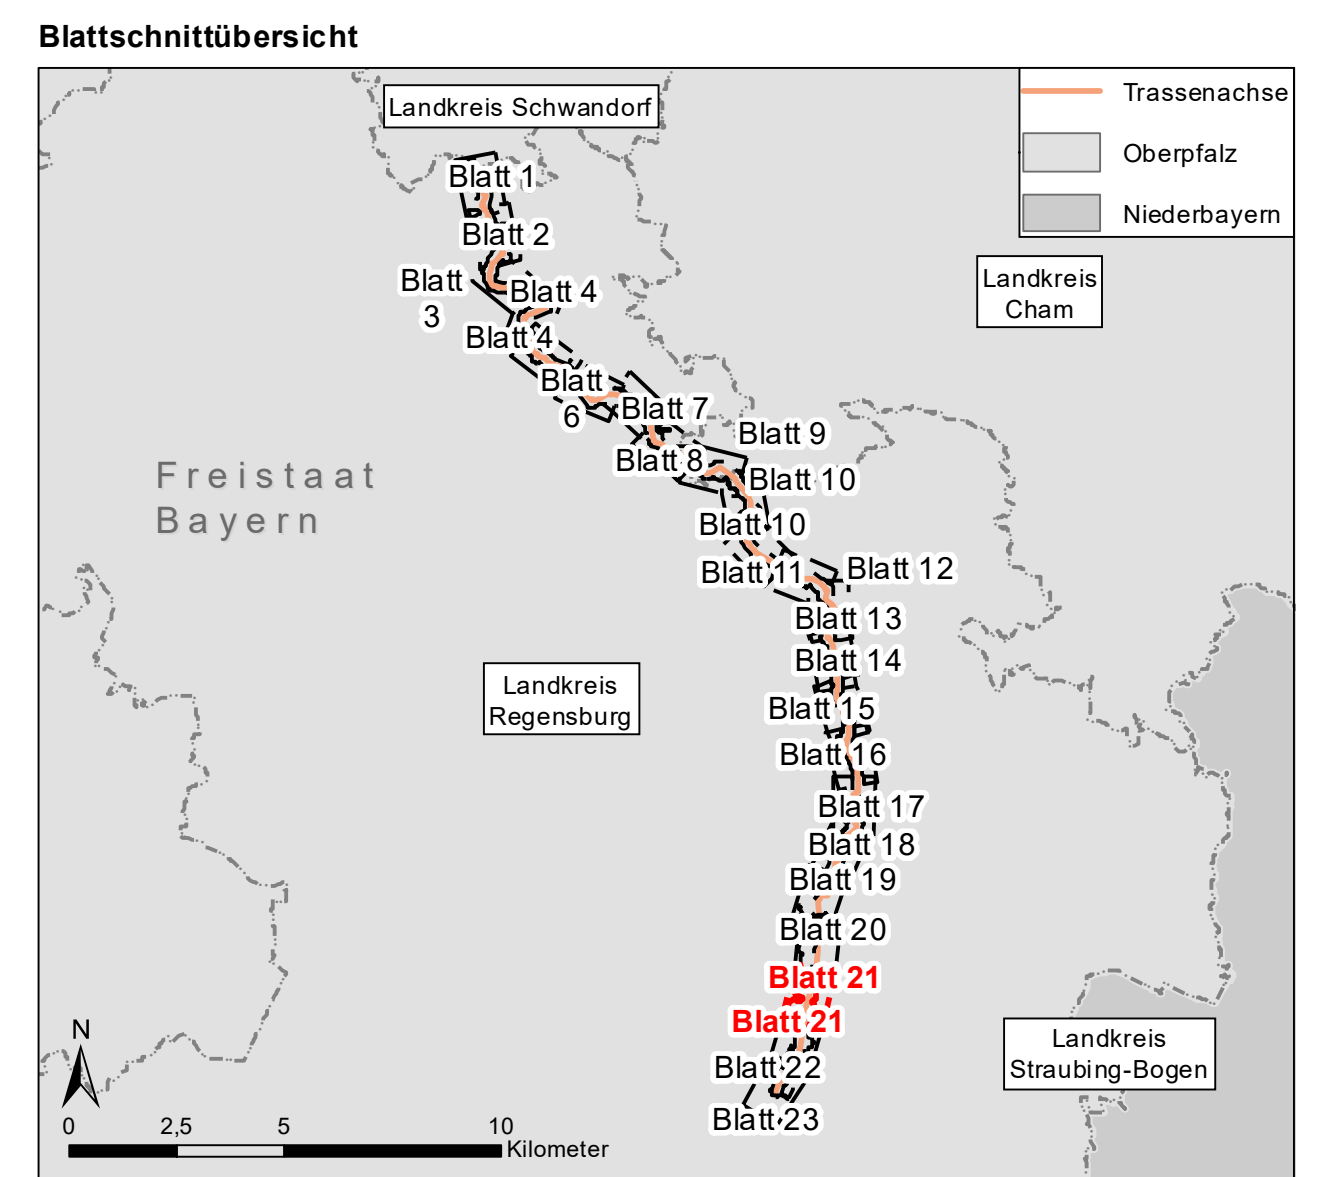 Blattschnittübersicht
Landkreis Schwandorf
Trassenachse
Oberpfalz
Niederbayern
Blatt 1
Blatt 2
Blatt
3
Blatt 4
Blatt 4
Blatt
6
Blatt 7
Blatt 8
Blatt 9
Blatt 10
Blatt 10
Blatt 11
Blatt 12
Blatt 13
Blatt 14
Blatt 15
Blatt 16
Blatt 17
Blatt 18
Blatt 19
Blatt 20
Blatt 21
Blatt 21
Blatt 22
Blatt 23
Landkreis
Cham
Freistaat
Bayern
Landkreis
Regensburg
Landkreis
Straubing-Bogen
N
0 2,5 5 10
Kilometer